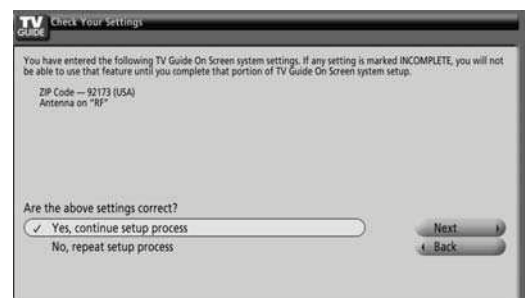 TV
GUIDE
Check Your Settings
You have entered the following TV Guide On Screen system settings. If any setting is marked INCOMPLETE, you will not
be able to use that feature until you complete that portion of TV Guide On Screen system setup.
ZIP Code — 92173 (USA)
Antenna on "RF"
Are the above settings correct?
✓ Yes, continue setup process
Next
No, repeat setup process
Back